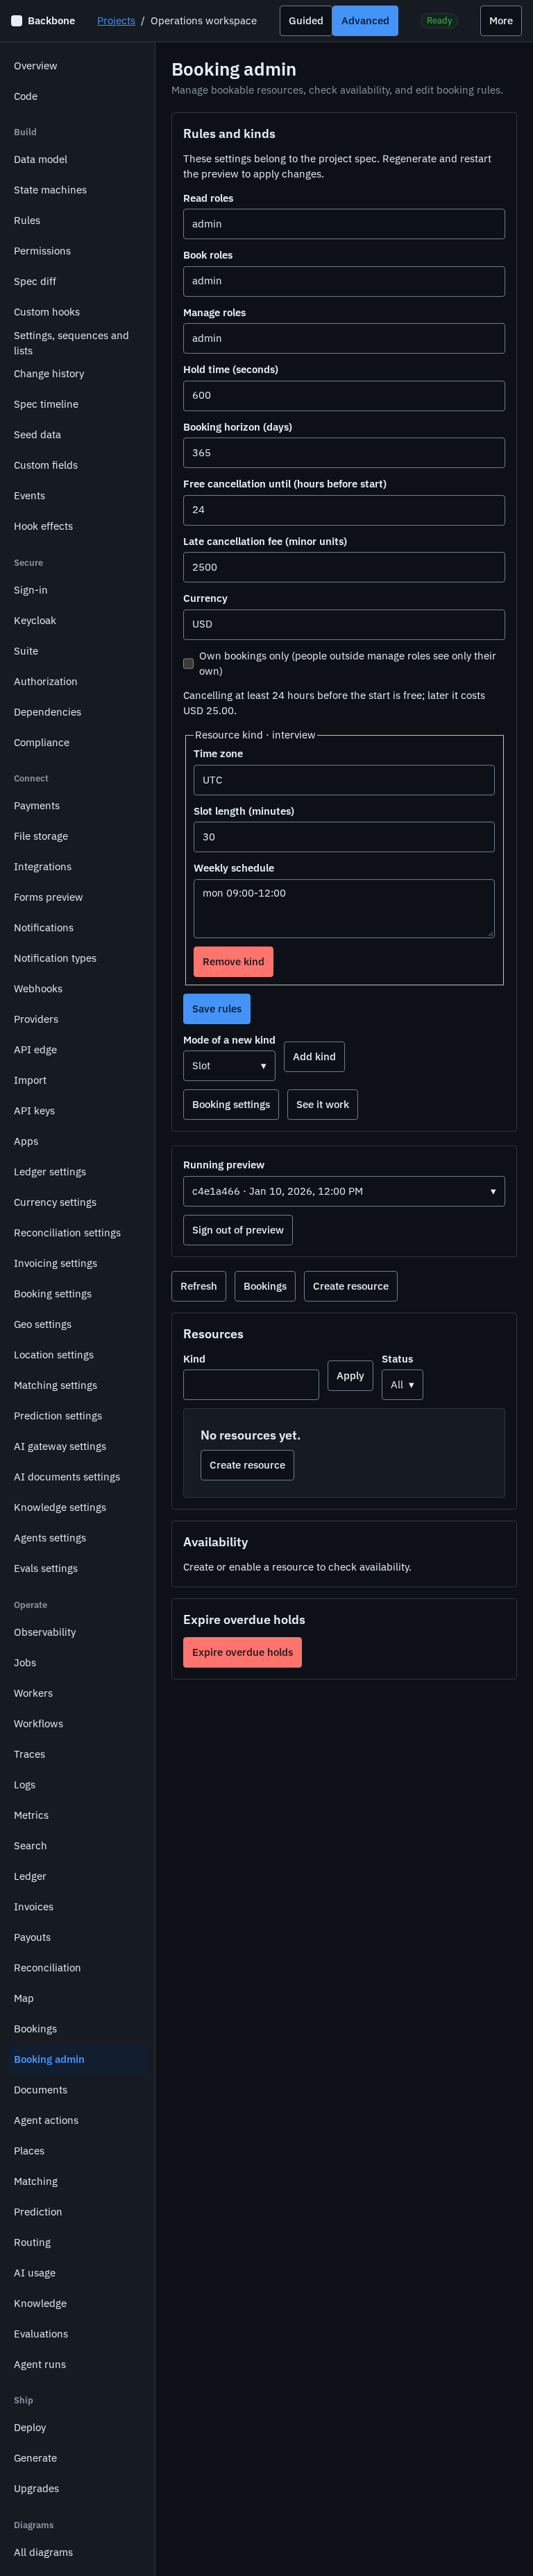 Backbone
Projects / Operations workspace
Guided
Advanced
Ready
More
Overview
Code
Build
Data model
State machines
Rules
Permissions
Spec diff
Custom hooks
Settings, sequences and
lists
Change history
Spec timeline
Seed data
Custom fields
Events
Hook effects
Secure
Sign-in
Keycloak
Suite
Authorization
Dependencies
Compliance
Connect
Payments
File storage
Integrations
Forms preview
Notifications
Notification types
Webhooks
Providers
API edge
Import
API keys
Apps
Ledger settings
Currency settings
Reconciliation settings
Invoicing settings
Booking settings
Geo settings
Location settings
Matching settings
Prediction settings
AI gateway settings
AI documents settings
Knowledge settings
Agents settings
Evals settings
Operate
Observability
Jobs
Workers
Workflows
Traces
Logs
Metrics
Search
Ledger
Invoices
Payouts
Reconciliation
Map
Bookings
Booking admin
Documents
Agent actions
Places
Matching
Prediction
Routing
AI usage
Knowledge
Evaluations
Agent runs
Ship
Deploy
Generate
Upgrades
Diagrams
All diagrams
Booking admin
Manage bookable resources, check availability, and edit booking rules.
Rules and kinds
These settings belong to the project spec. Regenerate and restart
the preview to apply changes.
Read roles
admin
Book roles
admin
Manage roles
admin
Hold time (seconds)
600
Booking horizon (days)
365
Free cancellation until (hours before start)
24
Late cancellation fee (minor units)
2500
Currency
USD
Own bookings only (people outside manage roles see only their
own)
Cancelling at least 24 hours before the start is free; later it costs
USD 25.00.
Resource kind · interview
Time zone
UTC
Slot length (minutes)
30
Weekly schedule
mon 09:00-12:00
Remove kind
Save rules
Mode of a new kind
Slot
Add kind
Booking settings
See it work
Running preview
c4e1a466 · Jan 10, 2026, 12:00 PM
Sign out of preview
Refresh
Bookings
Create resource
Resources
Kind
Apply
Status
All
No resources yet.
Create resource
Availability
Create or enable a resource to check availability.
Expire overdue holds
Expire overdue holds